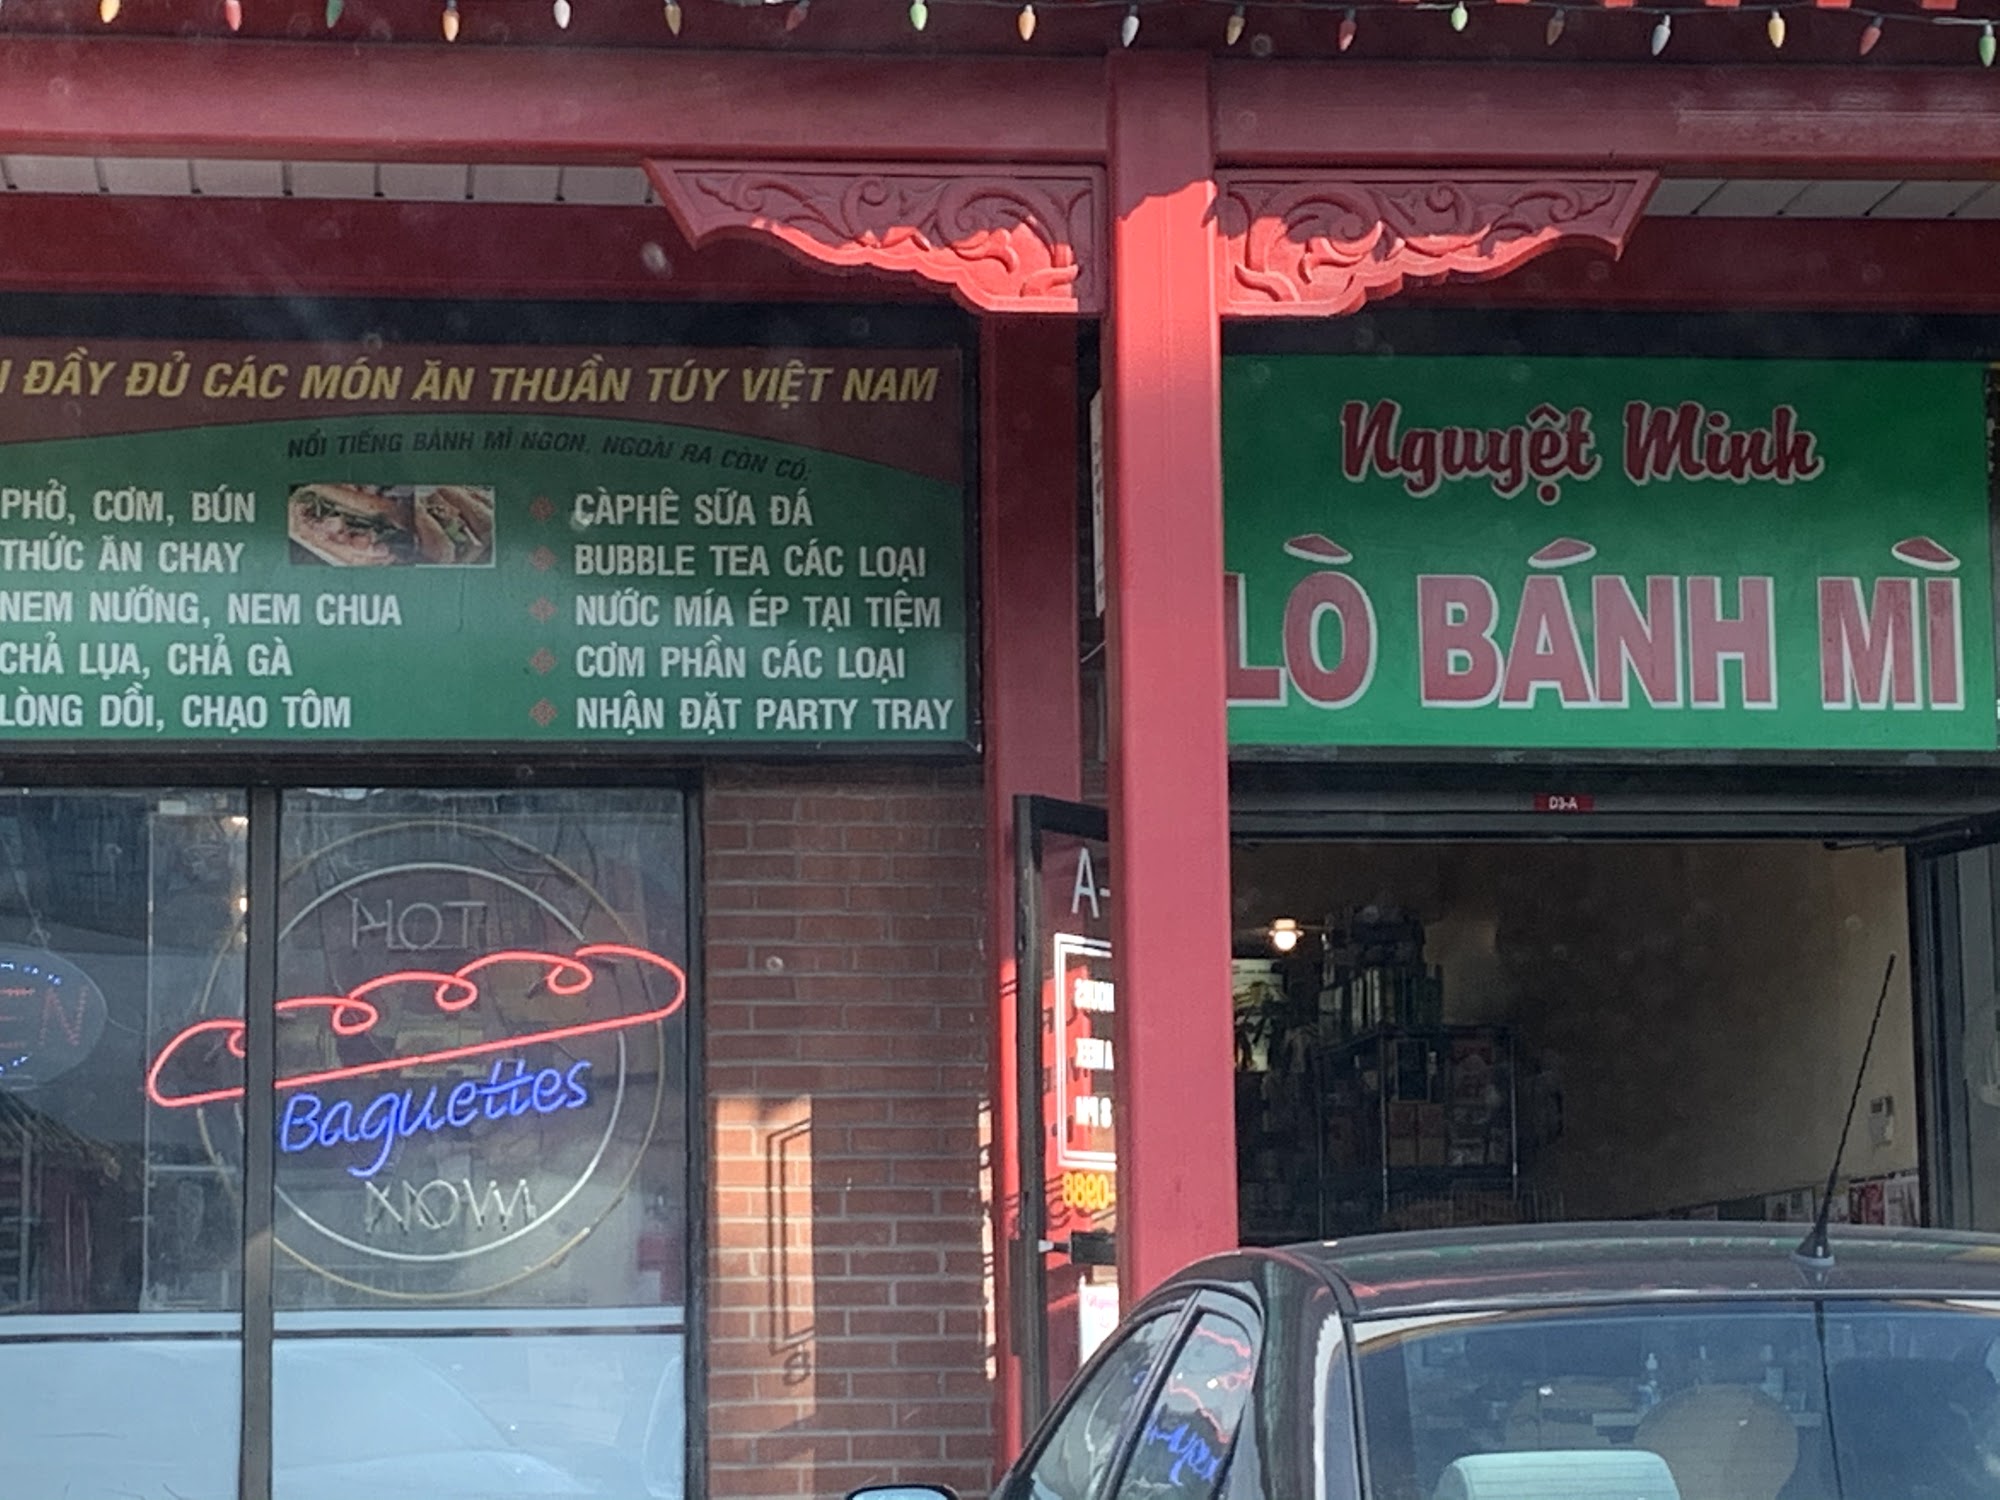 ĐẦY ĐỦ CÁC MÓN ĂN THUẦN TÚY VIỆT NAM
NỔI TIẾNG BÁNH MÌ NGON, NGOÀI RA CÒN CÓ:
PHỞ, CƠM, BÚN
THỨC ĂN CHAY
NEM NƯỚNG, NEM CHUA
CHẢ LỤA, CHẢ GÀ
LÒNG DỒI, CHẠO TÔM
CÀPHÊ SỮA ĐÁ
BUBBLE TEA CÁC LOẠI
NƯỚC MÍA ÉP TẠI TIỆM
CƠM PHẦN CÁC LOẠI
NHẬN ĐẶT PARTY TRAY
Nguyệt Minh
LÒ BÁNH MÌ
D3-A
HOT
Baguettes
NOW
A-